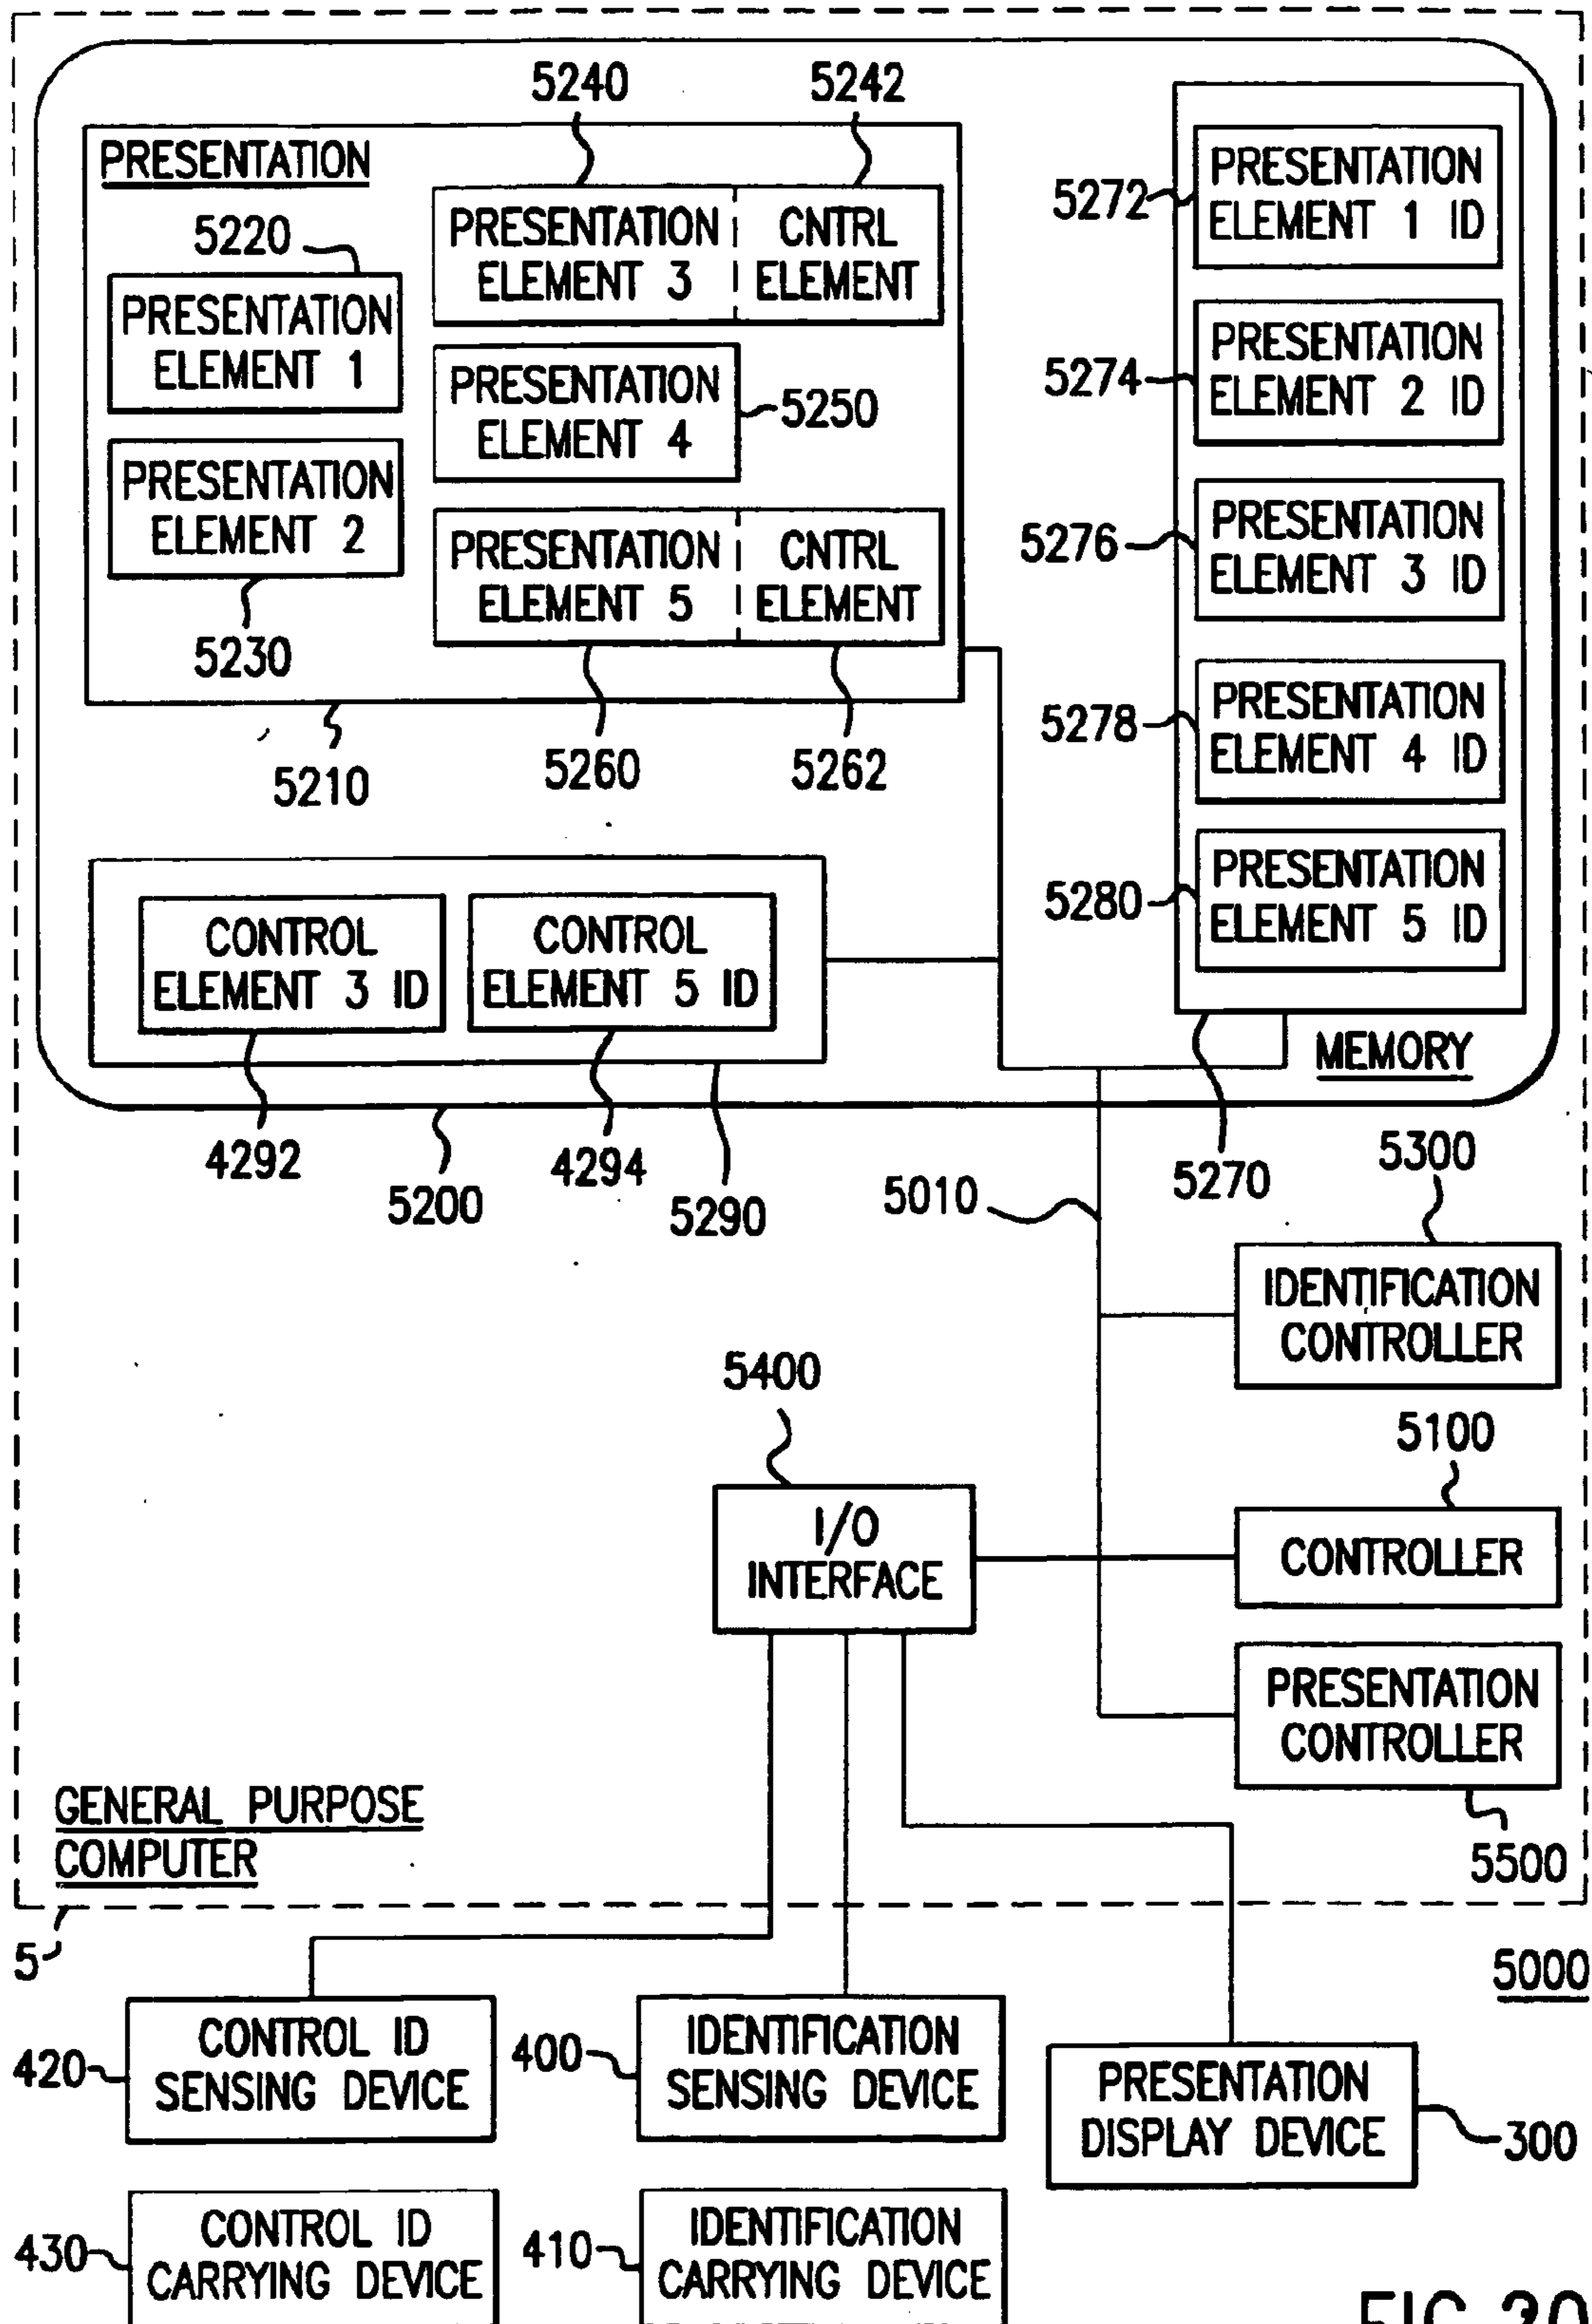 5240
5242
PRESENTATION
5220
PRESENTATION
ELEMENT 1
PRESENTATION
ELEMENT 2
5230
PRESENTATION
ELEMENT 3
CNTRL
ELEMENT
PRESENTATION
ELEMENT 4
5250
PRESENTATION
ELEMENT 5
CNTRL
ELEMENT
5210
5260
5262
5272
PRESENTATION
ELEMENT 1 ID
5274
PRESENTATION
ELEMENT 2 ID
5276
PRESENTATION
ELEMENT 3 ID
5278
PRESENTATION
ELEMENT 4 ID
5280
PRESENTATION
ELEMENT 5 ID
CONTROL
ELEMENT 3 ID
CONTROL
ELEMENT 5 ID
MEMORY
4292
5200
4294
5290
5010
5270
5300
IDENTIFICATION
CONTROLLER
5400
I/O
INTERFACE
5100
CONTROLLER
PRESENTATION
CONTROLLER
5500
GENERAL PURPOSE
COMPUTER
5
5000
420
CONTROL ID
SENSING DEVICE
400
IDENTIFICATION
SENSING DEVICE
PRESENTATION
DISPLAY DEVICE
300
430
CONTROL ID
CARRYING DEVICE
410
IDENTIFICATION
CARRYING DEVICE